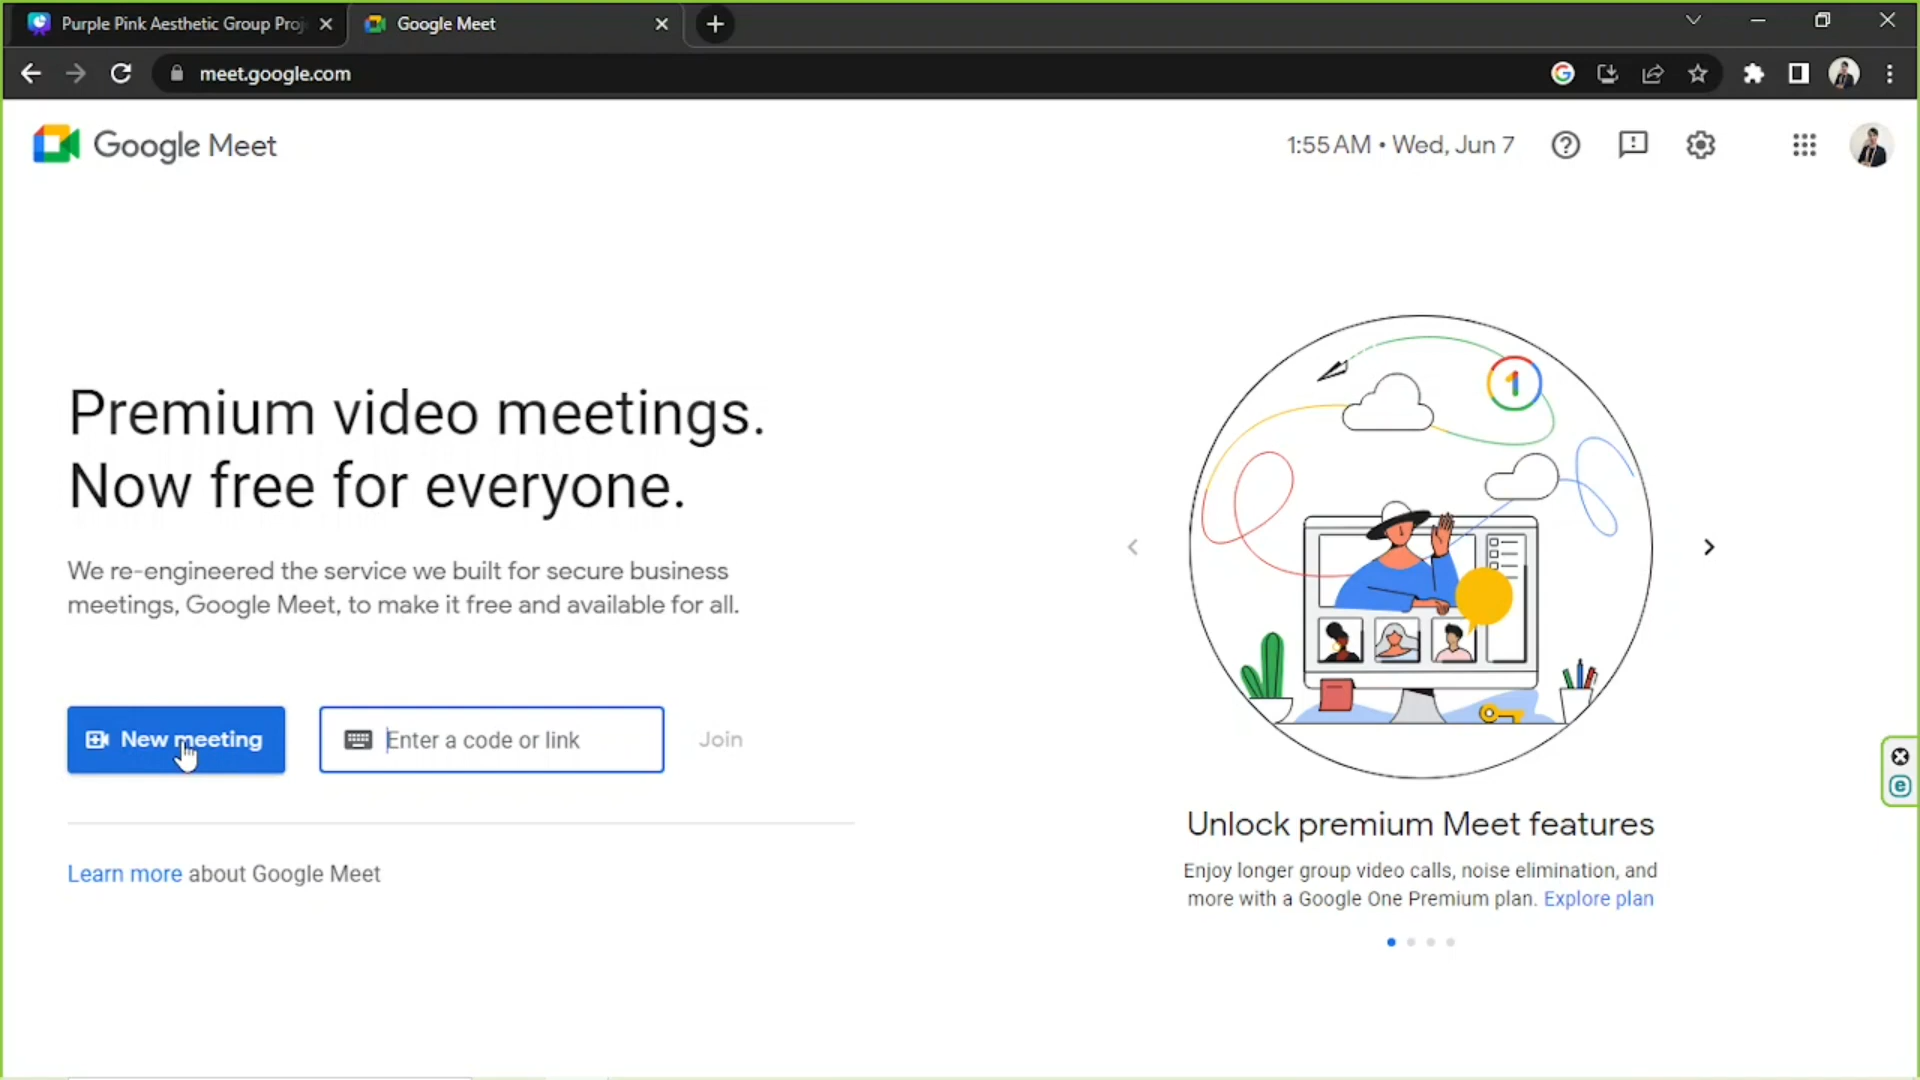 Purple Pink Aesthetic Group Proj
Google Meet
meet.google.com
Google Meet
1:55 AM • Wed, Jun 7
Premium video meetings.
Now free for everyone.
We re-engineered the service we built for secure business
meetings, Google Meet, to make it free and available for all.
New meeting
Enter a code or link
Join
Learn more about Google Meet
1
Unlock premium Meet features
Enjoy longer group video calls, noise elimination, and
more with a Google One Premium plan. Explore plan